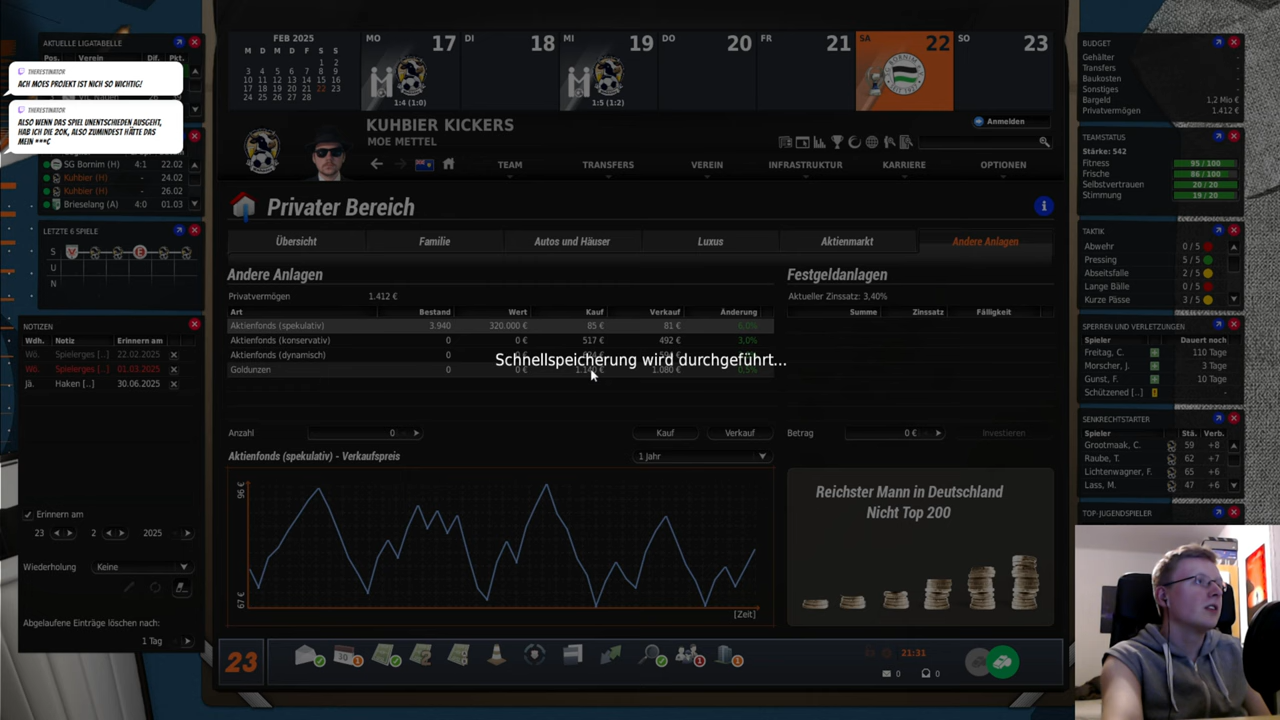 AKTUELLE LIGATABELLE
Pos. Verein Dif. Pkt.
THERESTINATOR
ACH MOES PROJEKT IST NICH SO WICHTIG!
THERESTINATOR
ALSO WENN DAS SPIEL UNENTSCHIEDEN AUSGEHT,
HAB ICH DIE 20K, ALSO ZUMINDEST HÄTTE DAS
MEIN ***C
SG Bornim (H) 4:1 22.02
Kuhbier (H) - 24.02
Kuhbier (H) - 26.02
Brieselang (A) 4:0 01.03
LETZTE 6 SPIELE
S
U
N
NOTIZEN
Wdh. Notiz Erinnern am
Wö. Spielerges [..] 22.02.2025
Wö. Spielerges [..] 01.03.2025
Jä. Haken [..] 30.06.2025
Erinnern am
23 2 2025
Wiederholung Keine
Abgelaufene Einträge löschen nach:
1 Tag
FEB 2025
M D M D F S S
1 2
3 4 5 6 7 8 9
10 11 12 13 14 15 16
17 18 19 20 21 22 23
24 25 26 27 28
MO 17
1:4 (1:0)
DI 18
MI 19
1:5 (1:2)
DO 20
FR 21
SA 22
SO 23
KUHBIER KICKERS
MOE METTEL
Anmelden
TEAM TRANSFERS VEREIN INFRASTRUKTUR KARRIERE OPTIONEN
Privater Bereich
Übersicht Familie Autos und Häuser Luxus Aktienmarkt Andere Anlagen
Andere Anlagen
Privatvermögen 1.412 €
Art Bestand Wert Kauf Verkauf Änderung
Aktienfonds (spekulativ) 3.940 320.000 € 85 € 81 € 6,0%
Aktienfonds (konservativ) 0 0 € 517 € 492 € 3,0%
Aktienfonds (dynamisch) 0 0 €
Schnellspeicherung wird durchgeführt...
Goldunzen 0 0 € 1.140 € 1.080 € 0,5%
Anzahl 0 Kauf Verkauf
Aktienfonds (spekulativ) - Verkaufspreis 1 Jahr
96 €
67 €
[Zeit]
Festgeldanlagen
Aktueller Zinssatz: 3,40%
Summe Zinssatz Fälligkeit
Betrag 0 € Investieren
Reichster Mann in Deutschland
Nicht Top 200
23
21:31
0 0
BUDGET
Gehälter -
Transfers -
Baukosten -
Sonstiges -
Bargeld 1,2 Mio €
Privatvermögen 1.412 €
TEAMSTATUS
Stärke: 542
Fitness 95 / 100
Frische 86 / 100
Selbstvertrauen 20 / 20
Stimmung 19 / 20
TAKTIK
Abwehr 0 / 5
Pressing 5 / 5
Abseitsfalle 2 / 5
Lange Bälle 0 / 5
Kurze Pässe 3 / 5
SPERREN UND VERLETZUNGEN
Spieler Dauert noch
Freitag, C. 110 Tage
Morscher, J. 3 Tage
Gunst, F. 10 Tage
Schützened [..] -
SENKRECHTSTARTER
Spieler Stä. Verb.
Grootmaak, C. 59 +8
Raube, T. 62 +7
Lichtenwagner, F. 65 +6
Lass, M. 47 +6
TOP-JUGENDSPIELER